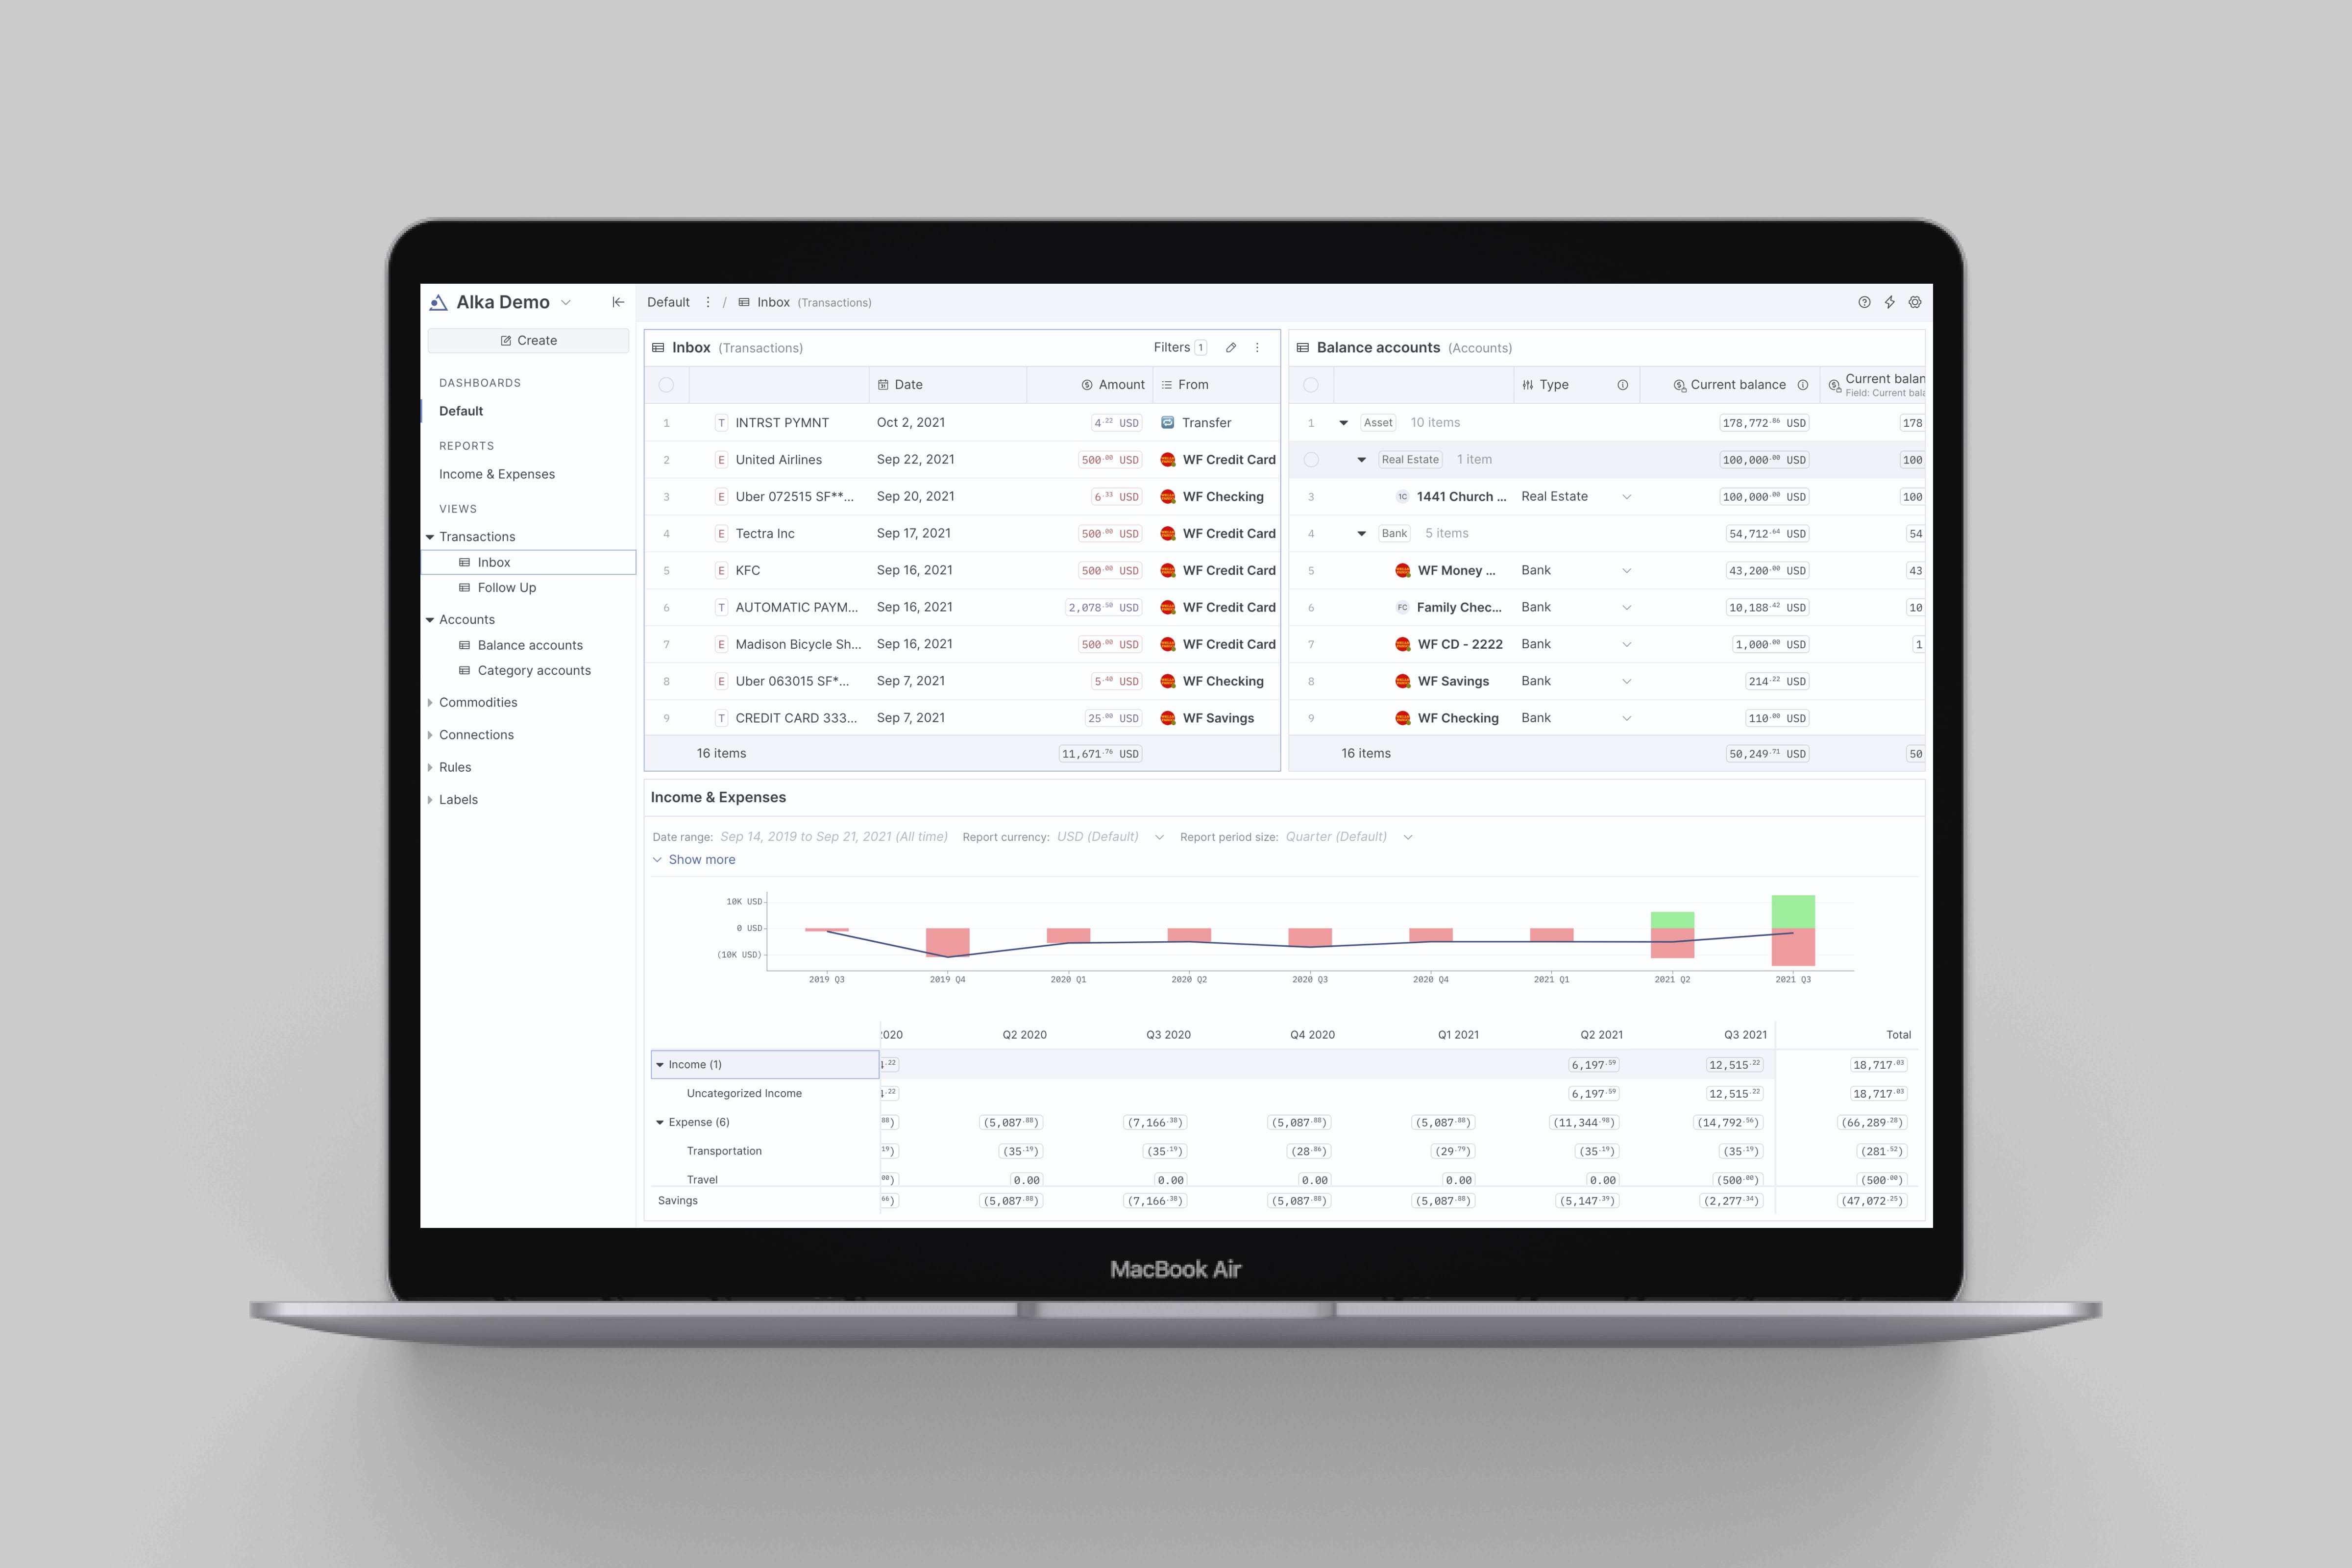 Alka Demo
Create
DASHBOARDS
Default
REPORTS
Income & Expenses
VIEWS
Transactions
Inbox
Follow Up
Accounts
Balance accounts
Category accounts
Commodities
Connections
Rules
Labels
Default / Inbox (Transactions)
Inbox (Transactions) Filters 1
Date Amount From
1 T INTRST PYMNT Oct 2, 2021 4.22 USD Transfer
2 E United Airlines Sep 22, 2021 500.00 USD WF Credit Card
3 E Uber 072515 SF**... Sep 20, 2021 6.33 USD WF Checking
4 E Tectra Inc Sep 17, 2021 500.00 USD WF Credit Card
5 E KFC Sep 16, 2021 500.00 USD WF Credit Card
6 T AUTOMATIC PAYM... Sep 16, 2021 2,078.50 USD WF Credit Card
7 E Madison Bicycle Sh... Sep 16, 2021 500.00 USD WF Credit Card
8 E Uber 063015 SF*... Sep 7, 2021 5.40 USD WF Checking
9 T CREDIT CARD 333... Sep 7, 2021 25.00 USD WF Savings
16 items 11,671.76 USD
Balance accounts (Accounts)
Type Current balance Current balan
Field: Current bala
1 Asset 10 items 178,772.86 USD 178
Real Estate 1 item 100,000.00 USD 100
3 1C 1441 Church ... Real Estate 100,000.00 USD 100
4 Bank 5 items 54,712.64 USD 54
5 WF Money ... Bank 43,200.00 USD 43
6 FC Family Chec... Bank 10,188.42 USD 10
7 WF CD - 2222 Bank 1,000.00 USD 1
8 WF Savings Bank 214.22 USD
9 WF Checking Bank 110.00 USD
16 items 50,249.71 USD 50
Income & Expenses
Date range: Sep 14, 2019 to Sep 21, 2021 (All time) Report currency: USD (Default) Report period size: Quarter (Default)
Show more
10K USD
0 USD
(10K USD)
2019 Q3 2019 Q4 2020 Q1 2020 Q2 2020 Q3 2020 Q4 2021 Q1 2021 Q2 2021 Q3
2020 Q2 2020 Q3 2020 Q4 2020 Q1 2021 Q2 2021 Q3 2021 Total
Income (1) .22 6,197.59 12,515.22 18,717.03
Uncategorized Income .22 6,197.59 12,515.22 18,717.03
Expense (6) 88) (5,087.88) (7,166.38) (5,087.88) (5,087.88) (11,344.98) (14,792.56) (66,289.28)
Transportation 19) (35.19) (35.19) (28.86) (29.79) (35.19) (35.19) (281.52)
Travel 00) 0.00 0.00 0.00 0.00 0.00 (500.00) (500.00)
Savings 66) (5,087.88) (7,166.38) (5,087.88) (5,087.88) (5,147.39) (2,277.34) (47,072.25)
MacBook Air